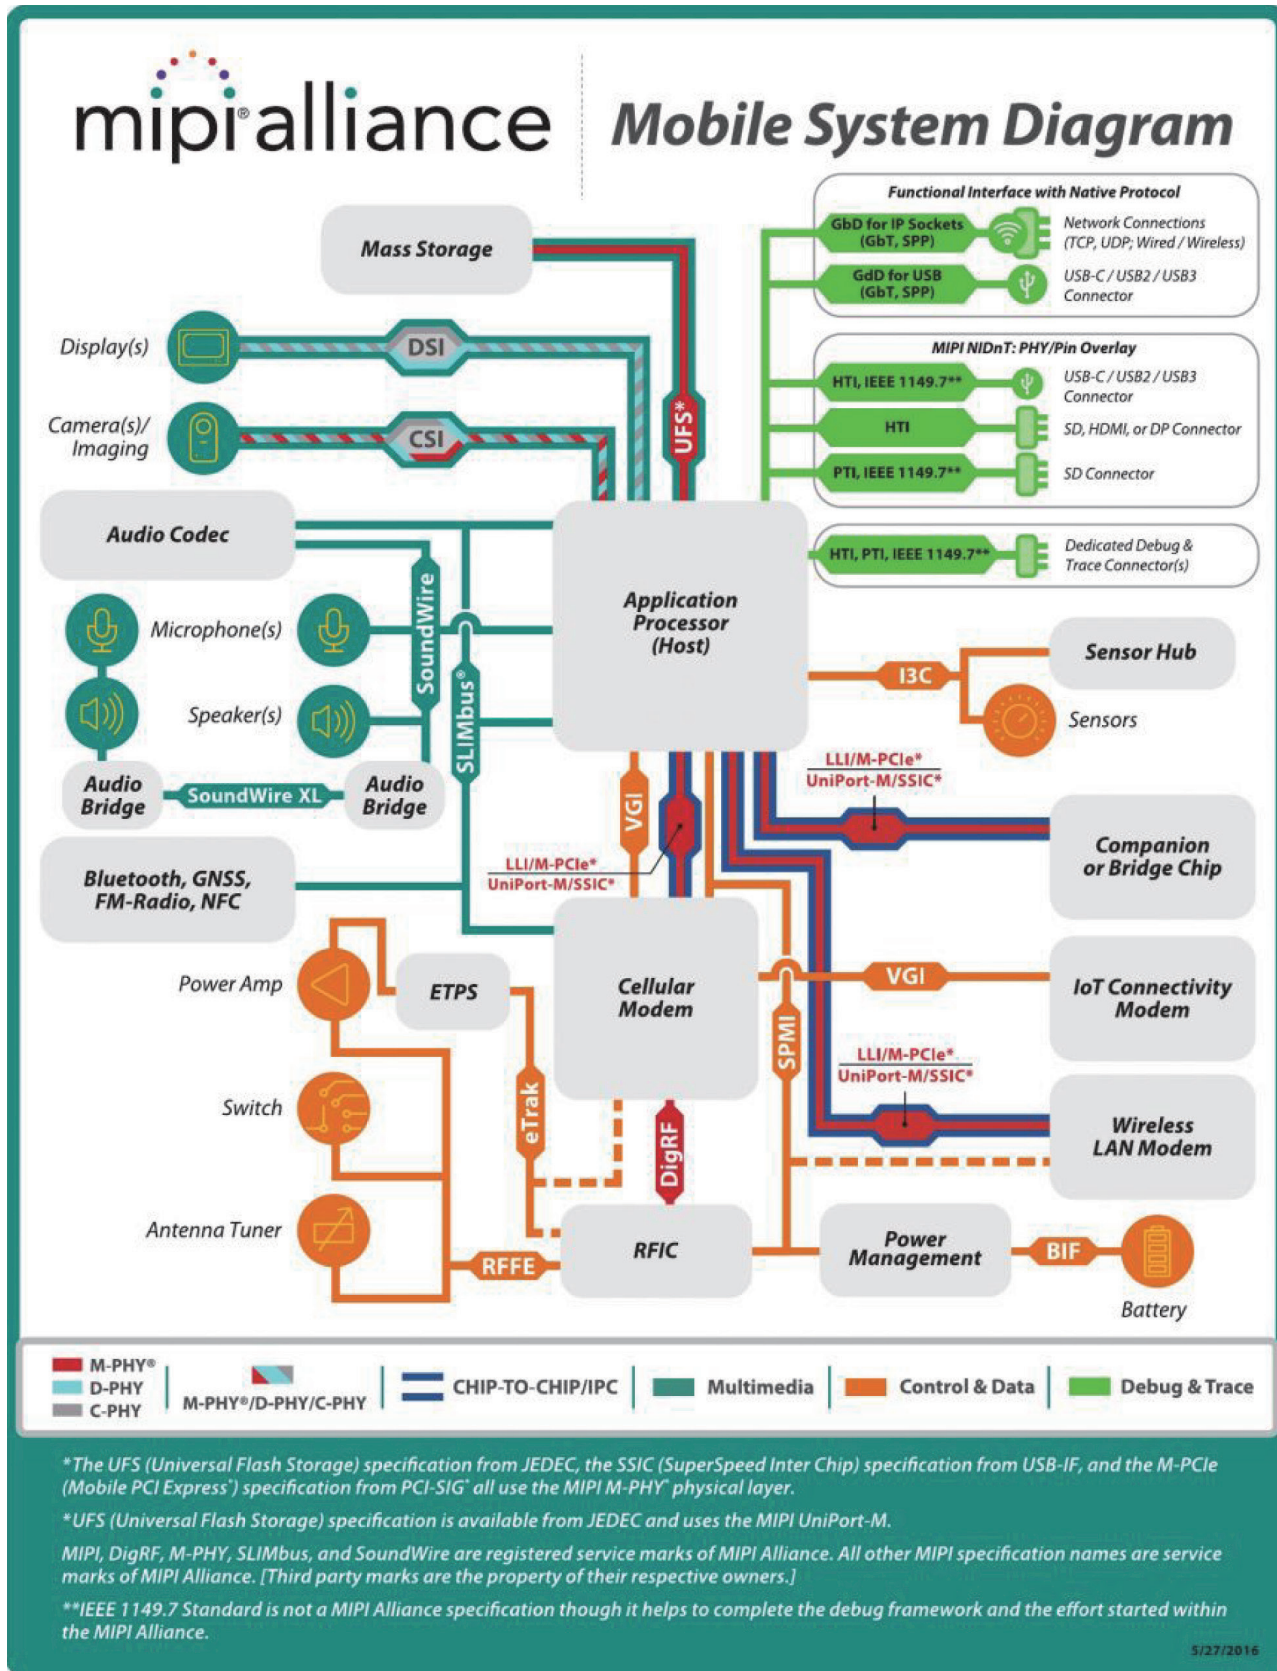 mipi® alliance
Mobile System Diagram
Functional Interface with Native Protocol
GbD for IP Sockets
(GbT, SPP)
Network Connections
(TCP, UDP; Wired / Wireless)
GdD for USB
(GbT, SPP)
USB-C / USB2 / USB3
Connector
MIPI NIDnT: PHY/Pin Overlay
HTI, IEEE 1149.7**
USB-C / USB2 / USB3
Connector
HTI
SD, HDMI, or DP Connector
PTI, IEEE 1149.7**
SD Connector
HTI, PTI, IEEE 1149.7**
Dedicated Debug &
Trace Connector(s)
Mass Storage
Display(s)
DSI
Camera(s)/
Imaging
CSI
UFS*
Audio Codec
Application
Processor
(Host)
Microphone(s)
SoundWire
SLIMbus®
Speaker(s)
I3C
Sensor Hub
Sensors
Audio
Bridge
SoundWire XL
Audio
Bridge
VGI
LLI/M-PCIe*
UniPort-M/SSIC*
LLI/M-PCIe*
UniPort-M/SSIC*
Companion
or Bridge Chip
Bluetooth, GNSS,
FM-Radio, NFC
Power Amp
ETPS
Cellular
Modem
VGI
IoT Connectivity
Modem
SPMI
LLI/M-PCIe*
UniPort-M/SSIC*
Wireless
LAN Modem
Switch
eTrak
DigRF
Antenna Tuner
RFFE
RFIC
Power
Management
BIF
Battery
M-PHY®
D-PHY
C-PHY
M-PHY®/D-PHY/C-PHY
CHIP-TO-CHIP/IPC
Multimedia
Control & Data
Debug & Trace
*The UFS (Universal Flash Storage) specification from JEDEC, the SSIC (SuperSpeed Inter Chip) specification from USB-IF, and the M-PCIe
(Mobile PCI Express®) specification from PCI-SIG® all use the MIPI M-PHY® physical layer.
*UFS (Universal Flash Storage) specification is available from JEDEC and uses the MIPI UniPort-M.
MIPI, DigRF, M-PHY, SLIMbus, and SoundWire are registered service marks of MIPI Alliance. All other MIPI specification names are service
marks of MIPI Alliance. [Third party marks are the property of their respective owners.]
**IEEE 1149.7 Standard is not a MIPI Alliance specification though it helps to complete the debug framework and the effort started within
the MIPI Alliance.
5/27/2016